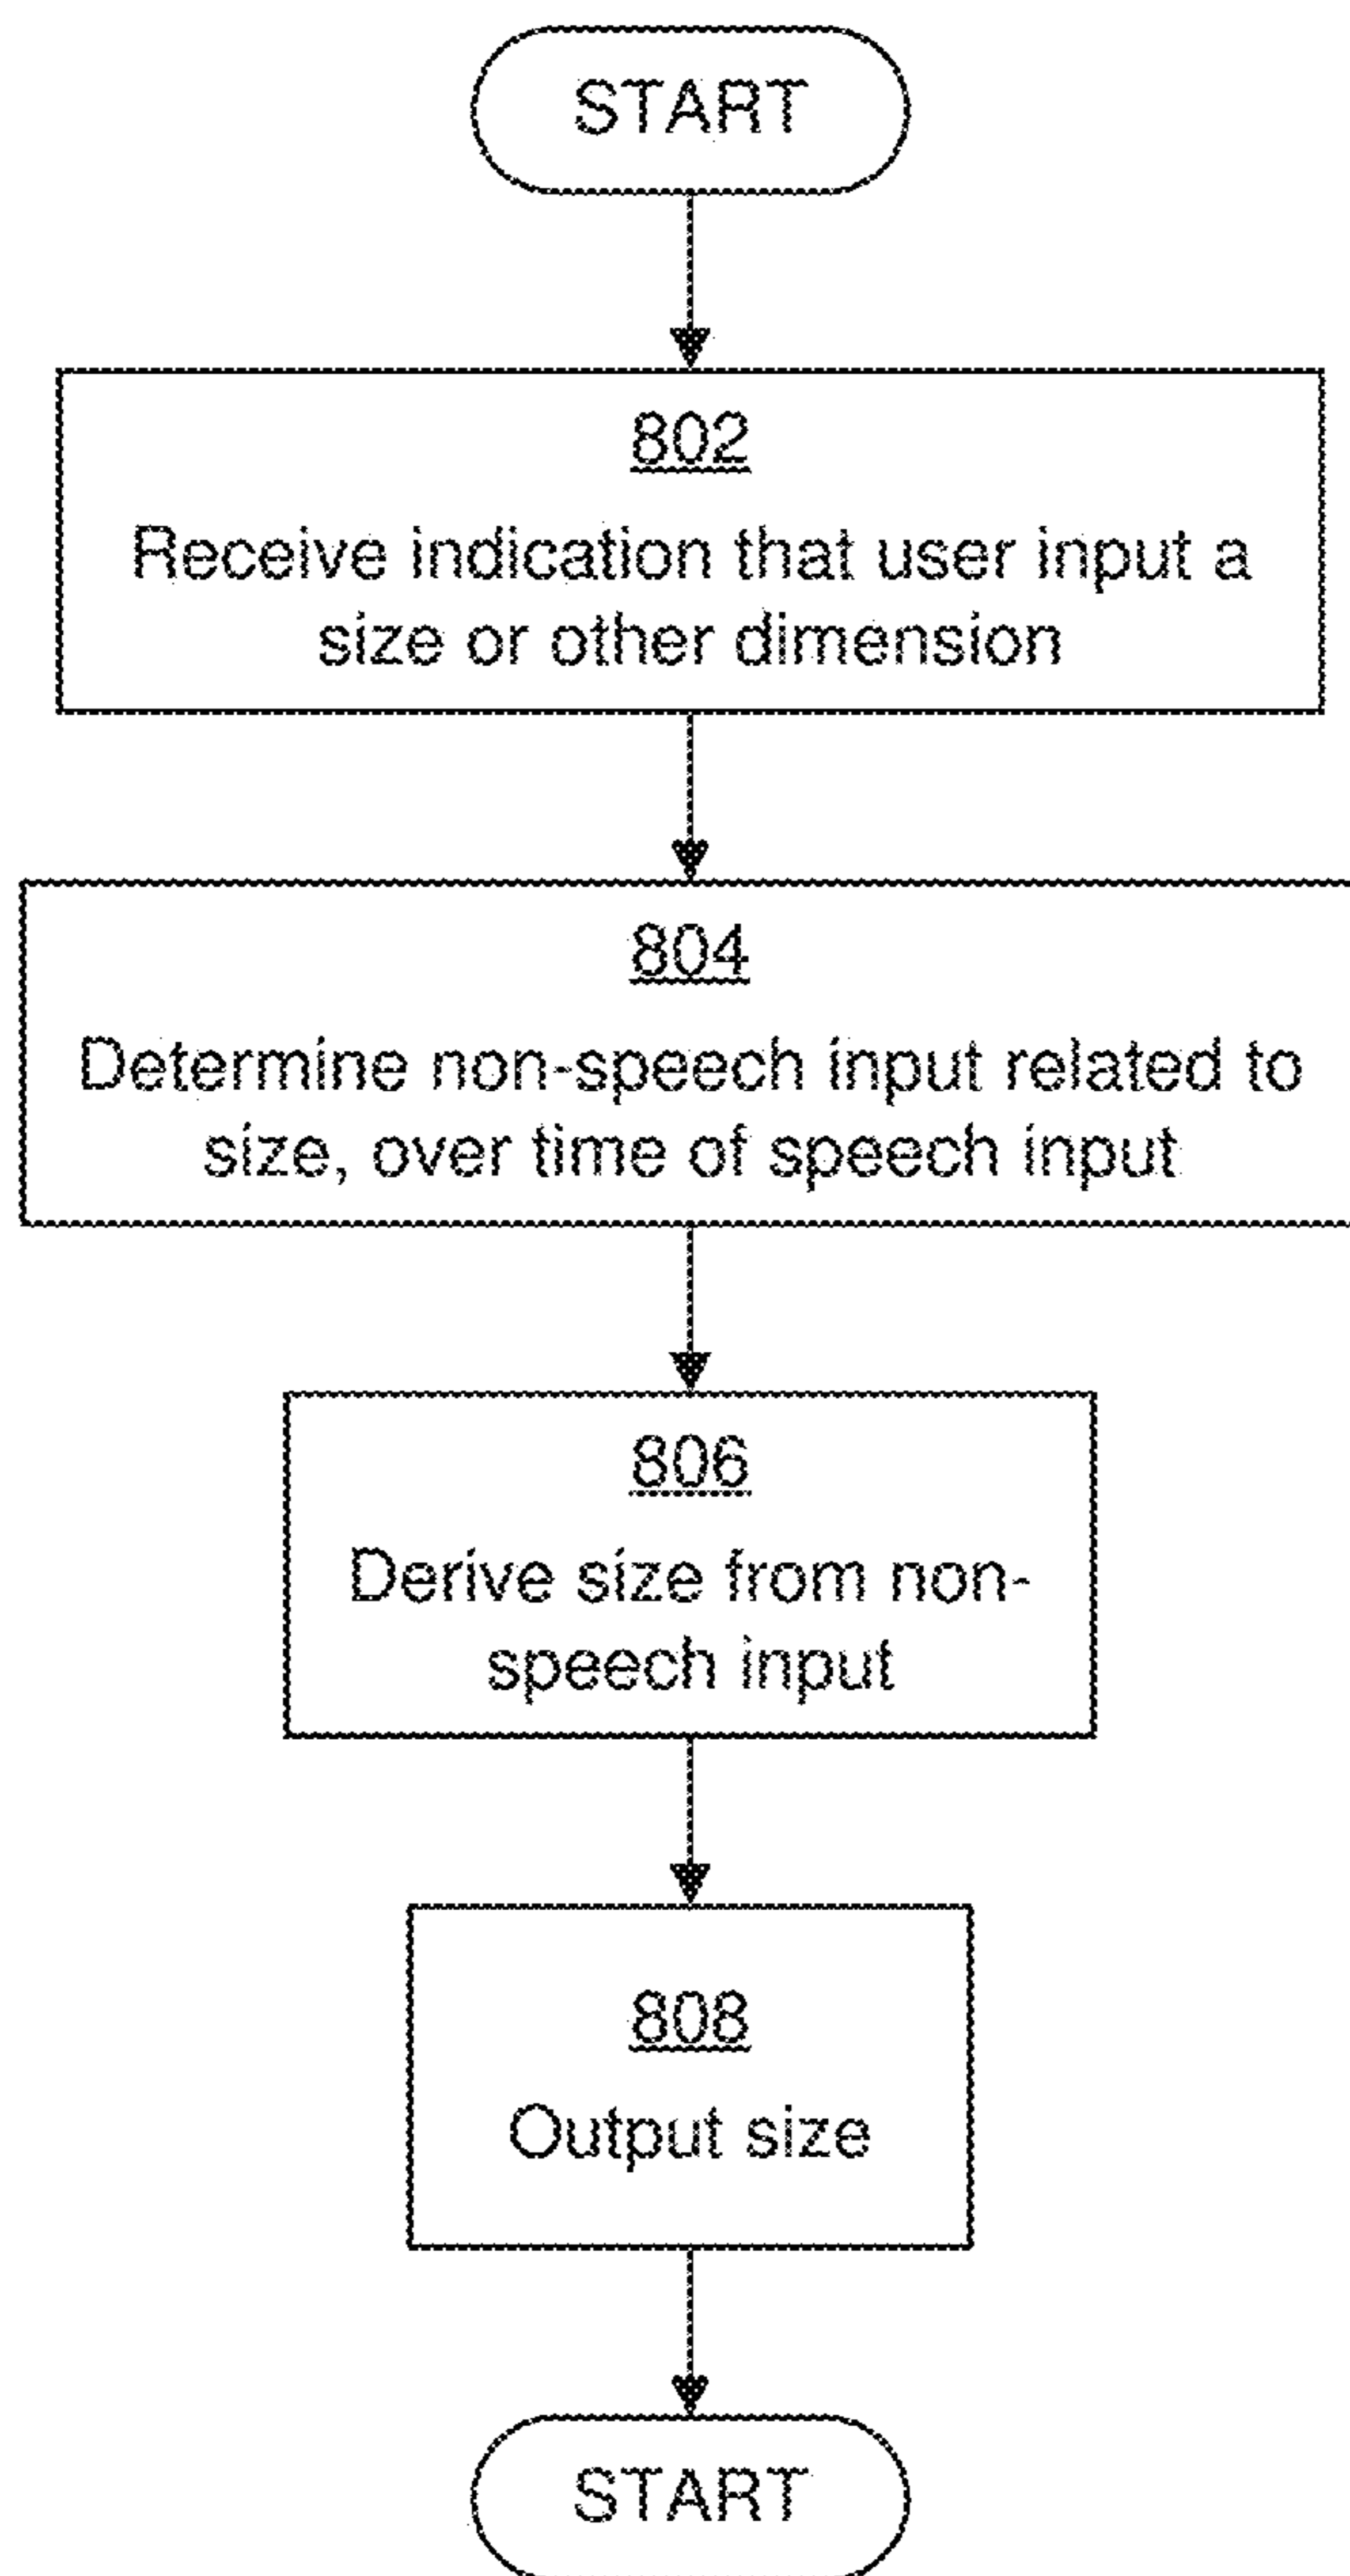 START
802
Receive indication that user input a
size or other dimension
804
Determine non-speech input related to
size, over time of speech input
806
Derive size from non-
speech input
808
Output size
START